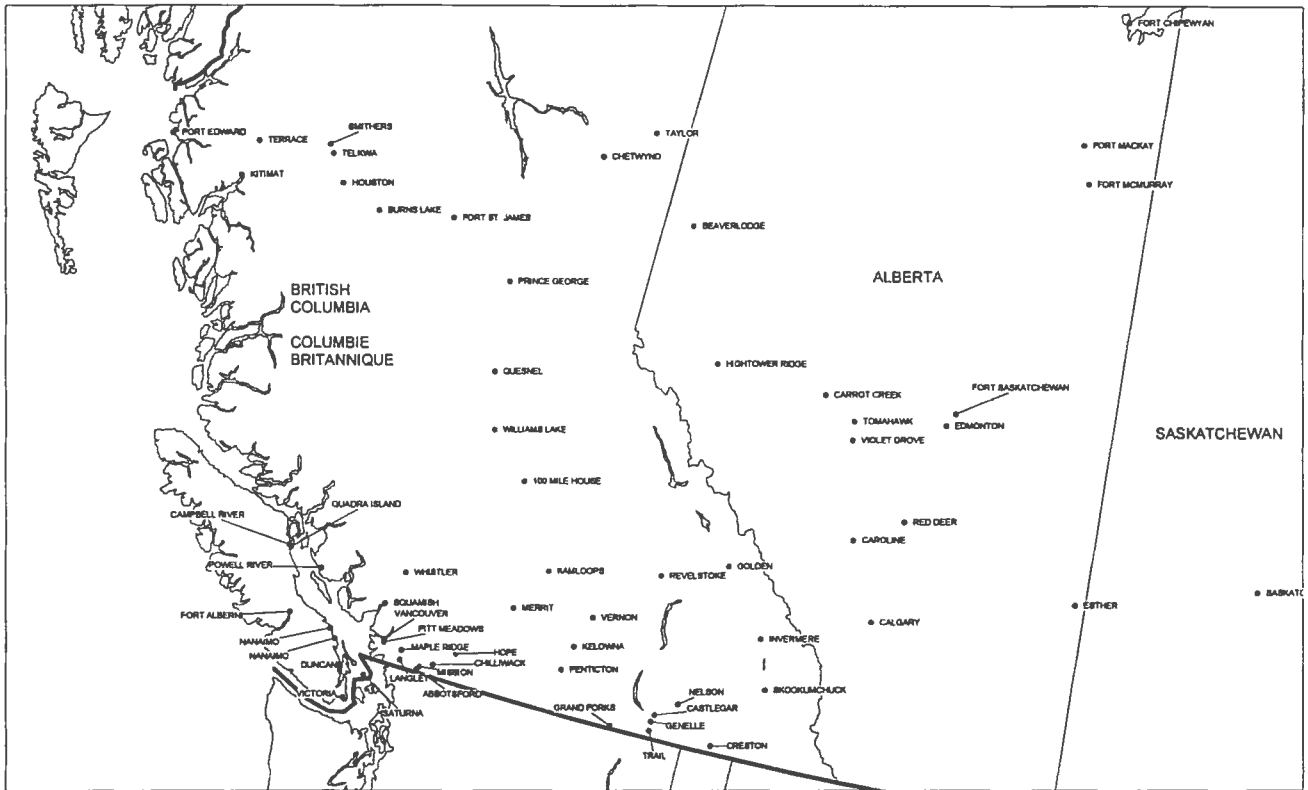 FORT CHIPEWYAN
PORT EDWARD
TERRACE
SMITHERS
TELKWA
TAYLOR
CHETWYND
FORT MACKAY
KITIMAT
HOUSTON
FORT MCMURRAY
BURNS LAKE
FORT ST. JAMES
BEAVERLODGE
PRINCE GEORGE
ALBERTA
BRITISH
COLUMBIA
COLUMBIE
BRITANNIQUE
QUESNEL
HIGHTOWER RIDGE
CARROT CREEK
FORT SASKATCHEWAN
TOMAHAWK
EDMONTON
VIOLET GROVE
WILLIAMS LAKE
SASKATCHEWAN
100 MILE HOUSE
QUADRA ISLAND
CAMPBELL RIVER
RED DEER
CAROLINE
POWELL RIVER
WHISTLER
KAMLOOPS
REVELSTOKE
GOLDEN
SASKATO
FORT ALBERNI
SQUAMISH
VANCOUVER
MERRIT
VERNON
ESTHER
CALGARY
PITT MEADOWS
NANAIMO
NANAIMO
MAPLE RIDGE
HOPE
KELOWNA
INVERMERE
DUNCAN
CHILLIWACK
MISSION
LANGLEY
ABBOTSFORD
PENTICTON
VICTORIA
SATURNA
NELSON
SKOOKUMCHUCK
GRAND FORKS
CASTLEGAR
GENELLE
TRAIL
CRESTON